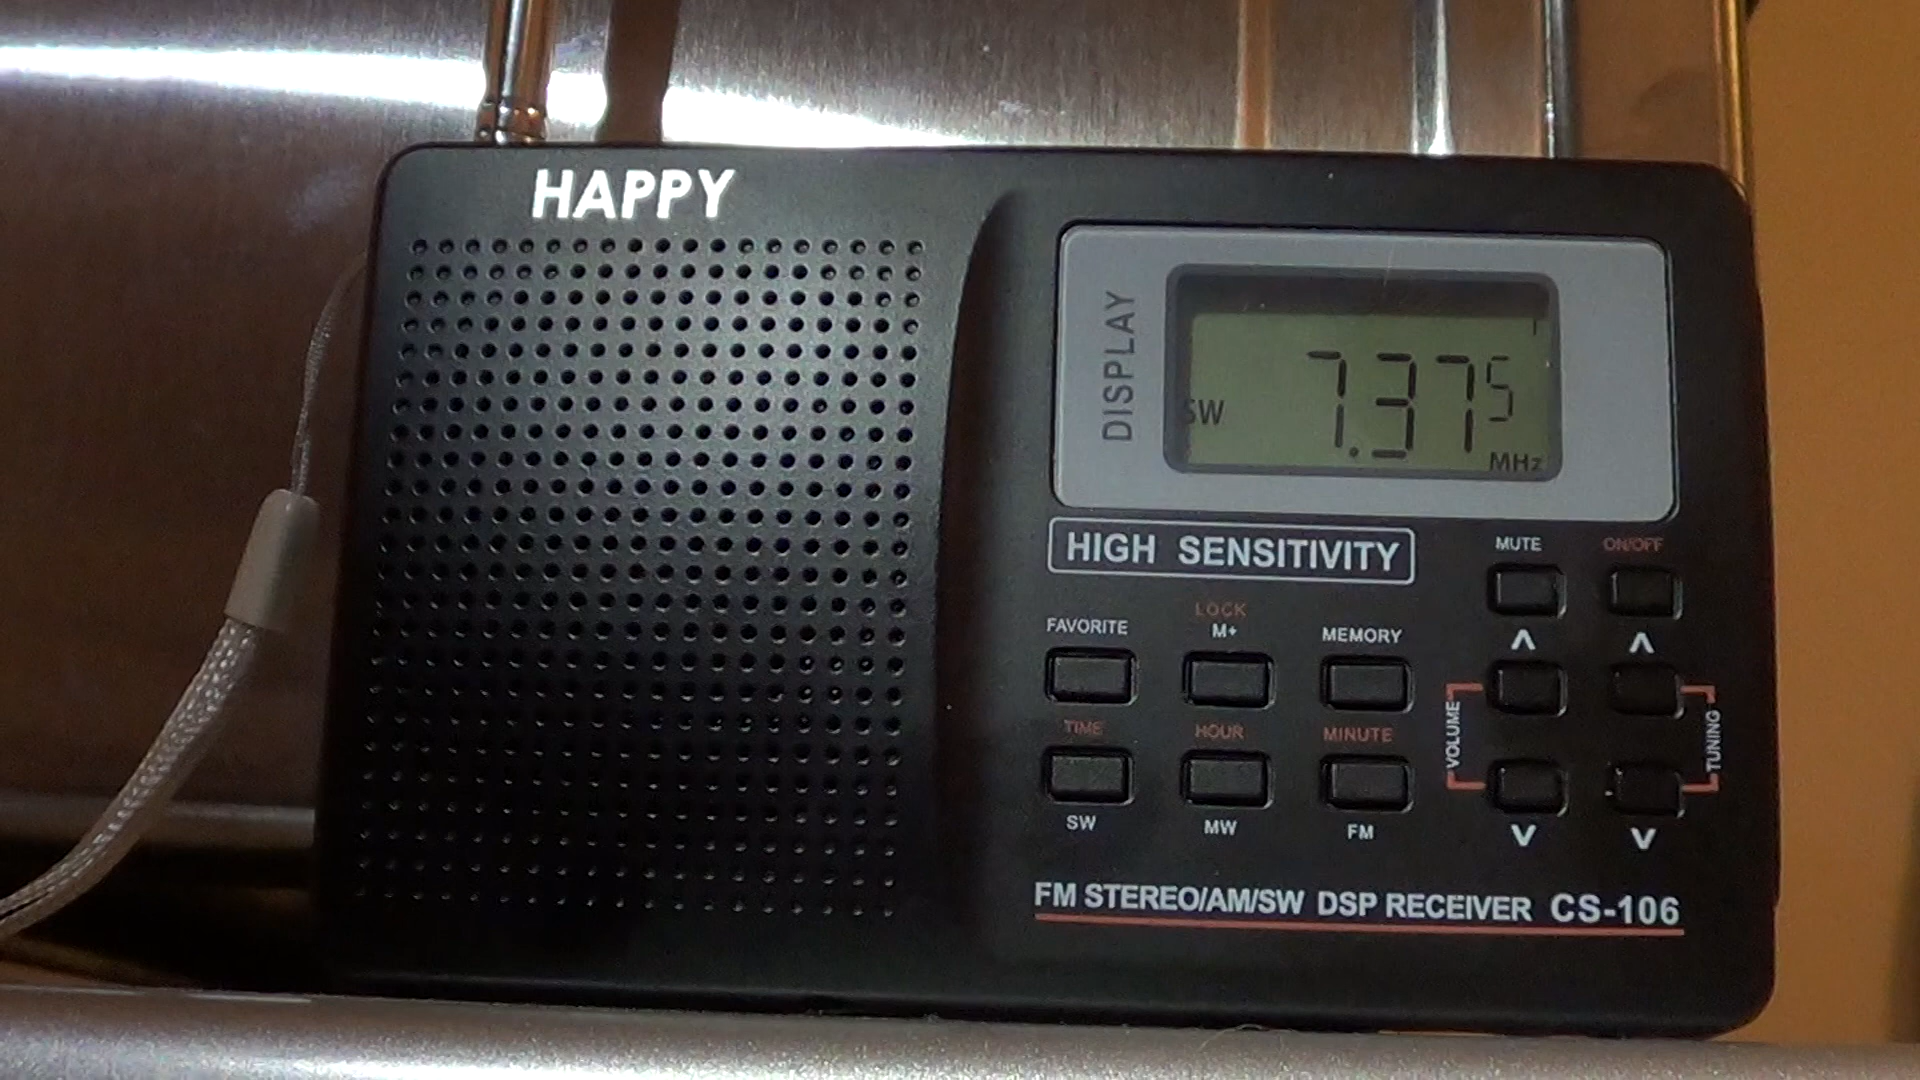 HAPPY
DISPLAY
SW
7.375
MHz
HIGH SENSITIVITY
MUTE
ON/OFF
FAVORITE
LOCK
M+
MEMORY
VOLUME
TUNING
TIME
HOUR
MINUTE
SW
MW
FM
FM STEREO/AM/SW DSP RECEIVER CS-106